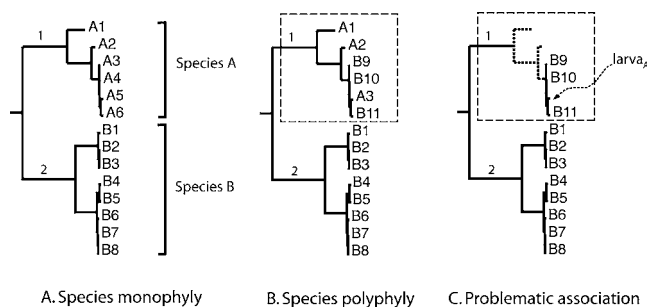 1
A1
A2
A3
A4
A5
A6
Species A
2
B1
B2
B3
B4
B5
B6
B7
B8
Species B
A. Species monophyly
1
A1
A2
B9
B10
A3
B11
2
B1
B2
B3
B4
B5
B6
B7
B8
B. Species polyphyly
1
B9
B10
larvaA
B11
2
B1
B2
B3
B4
B5
B6
B7
B8
C. Problematic association